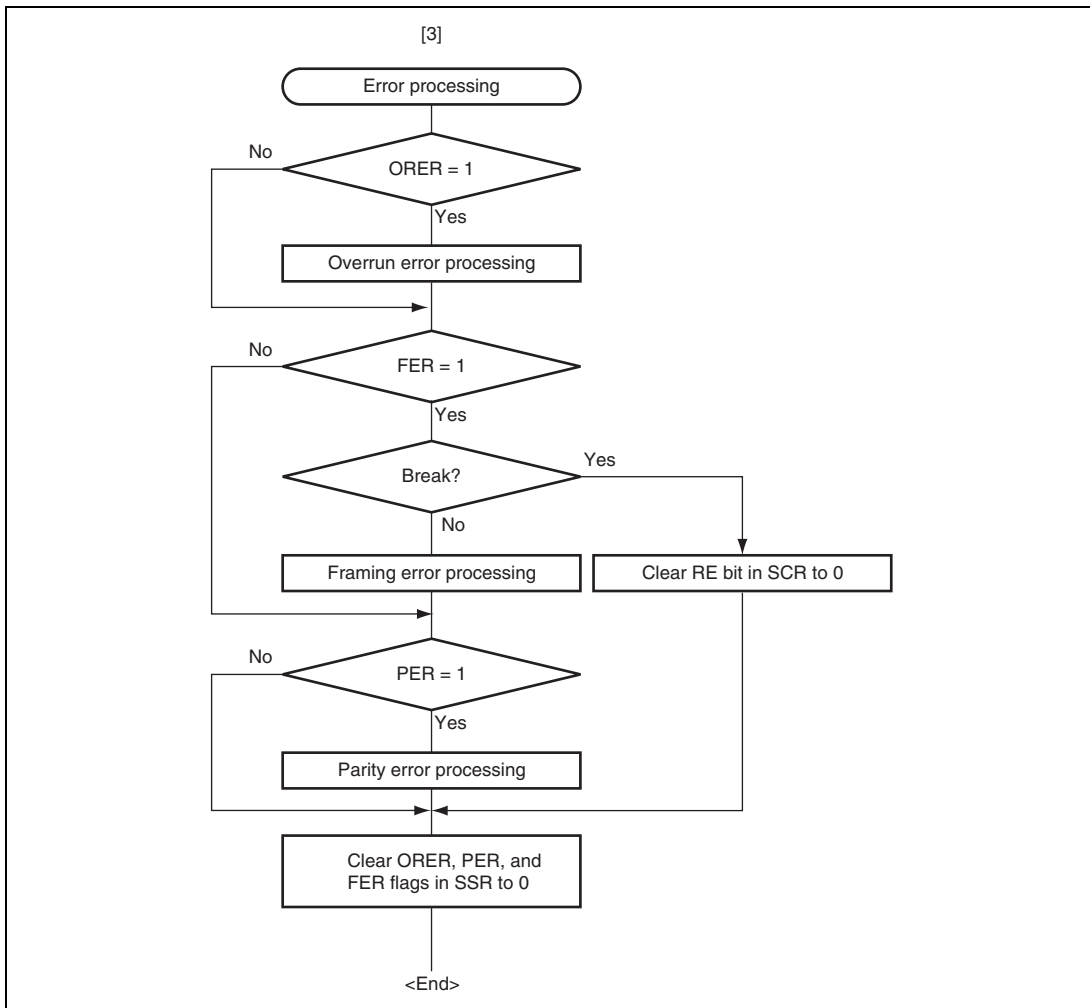 [3]
Error processing
No
ORER = 1
Yes
Overrun error processing
No
FER = 1
Yes
Break?
Yes
No
Framing error processing
Clear RE bit in SCR to 0
No
PER = 1
Yes
Parity error processing
Clear ORER, PER, and
FER flags in SSR to 0
<End>